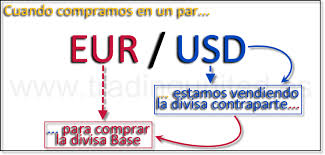 Cuando compramos en un par...
EUR / USD
... estamos vendiendo
la divisa contraparte...
... para comprar
la divisa Base